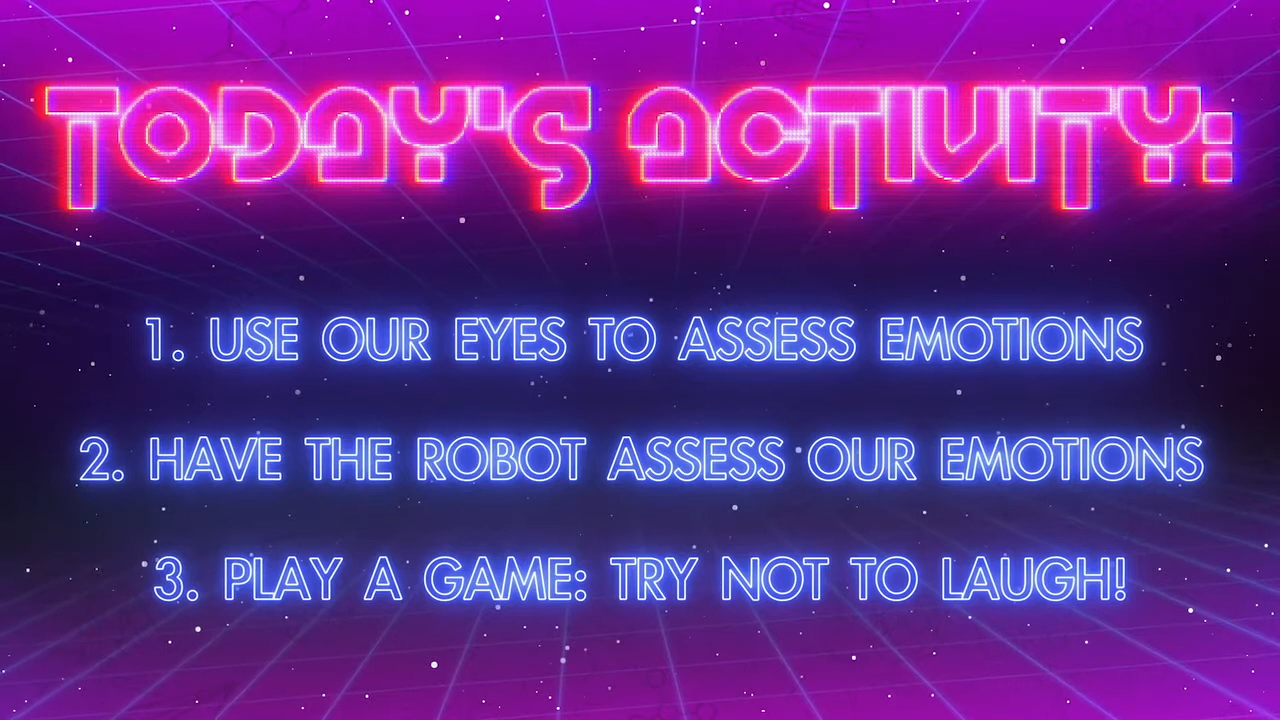 TODAY'S ACTIVITY:
1. USE OUR EYES TO ASSESS EMOTIONS
2. HAVE THE ROBOT ASSESS OUR EMOTIONS
3. PLAY A GAME: TRY NOT TO LAUGH!